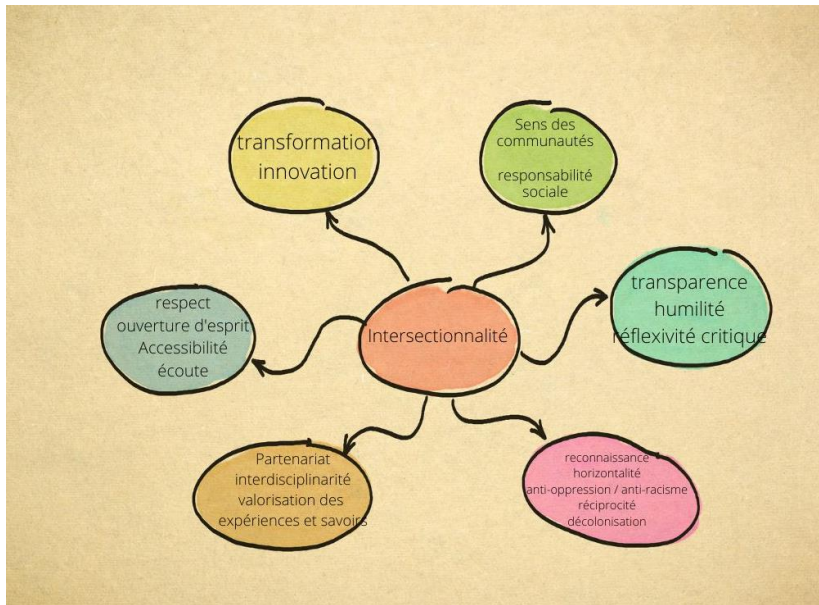 transformation
innovation
Sens des
communautés
responsabilité
sociale
transparence
humilité
réflexivité critique
Intersectionnalité
respect
ouverture d'esprit
Accessibilité
écoute
Partenariat
interdisciplinarité
valorisation des
expériences et savoirs
reconnaissance
horizontalité
anti-oppression / anti-racisme
réciprocité
décolonisation